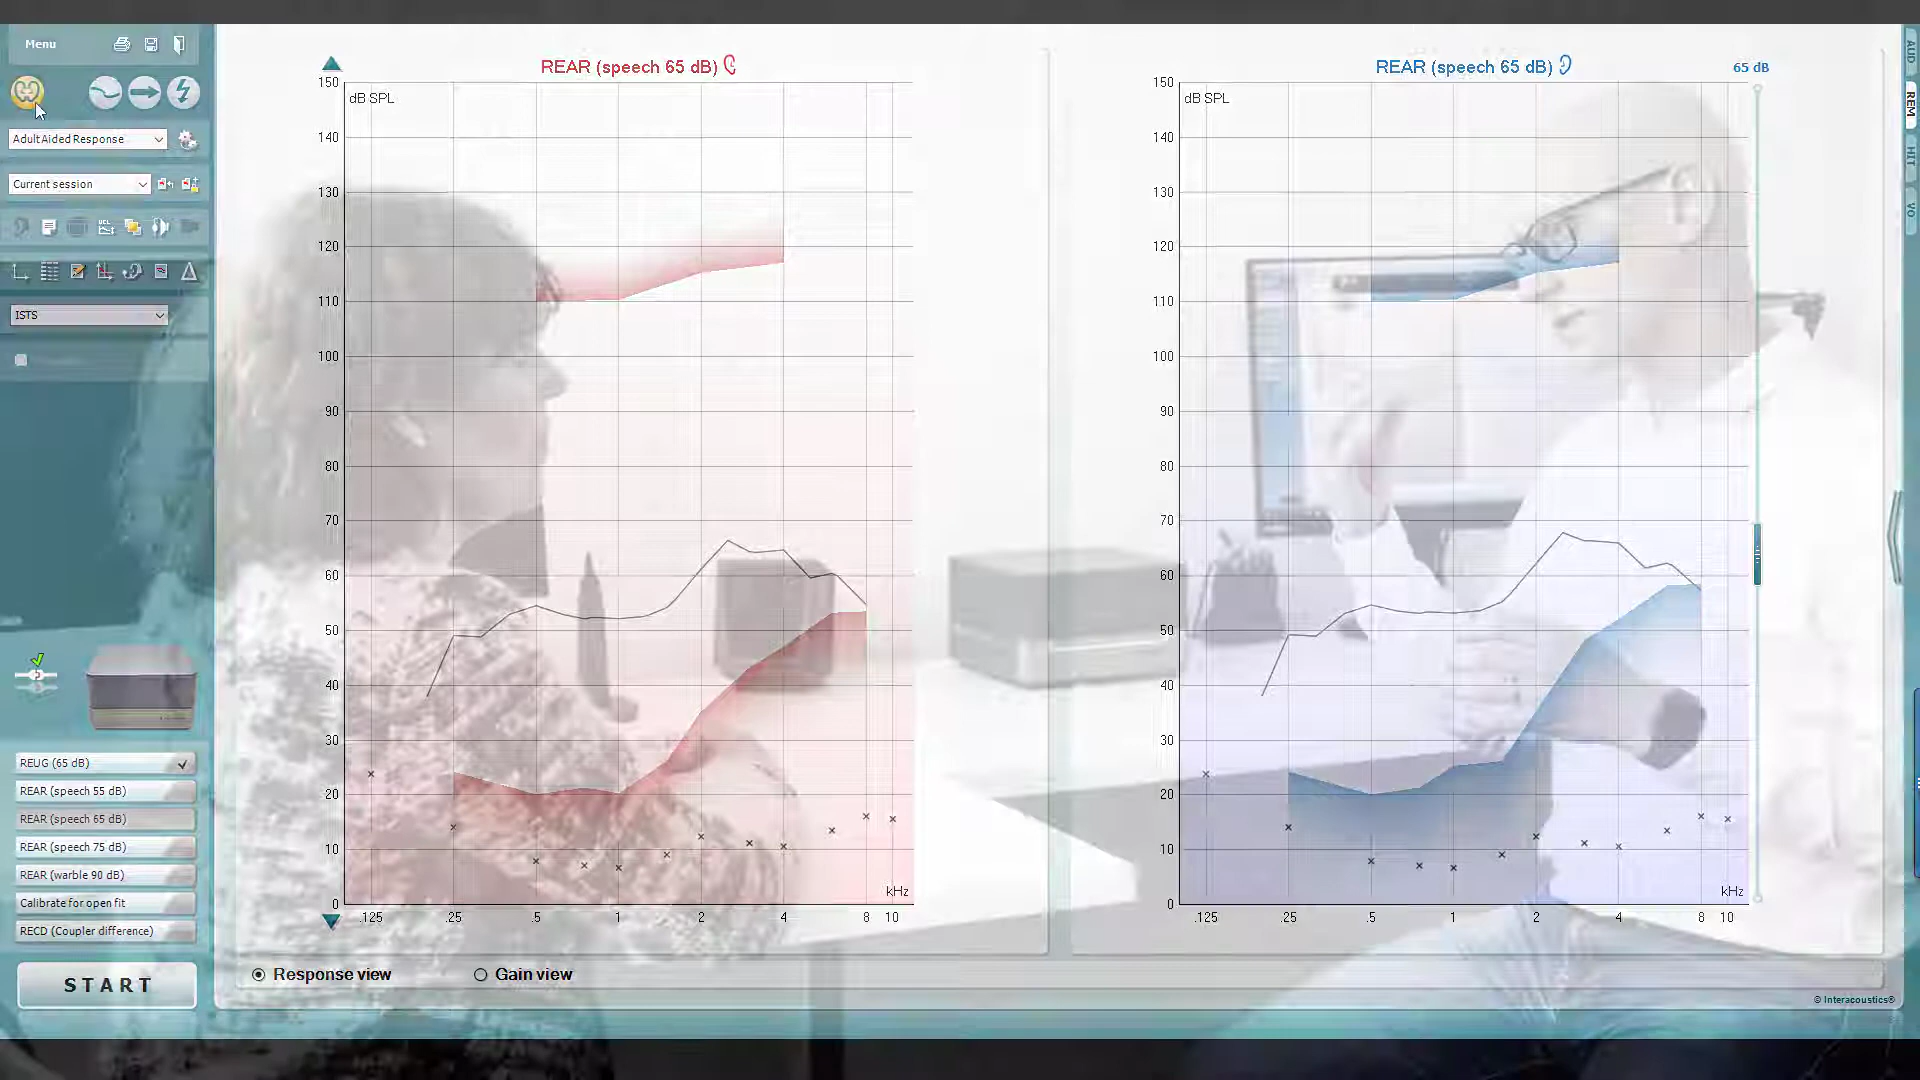 Menu
Adult Aided Response
Current session
UCL
ISTS
REUG (65 dB)
REAR (speech 55 dB)
REAR (speech 65 dB)
REAR (speech 75 dB)
REAR (warble 90 dB)
Calibrate for open fit
RECD (Coupler difference)
START
REAR (speech 65 dB)
dB SPL
150
140
130
120
110
100
90
80
70
60
50
40
30
20
10
0
kHz
.125 .25 .5 1 2 4 8 10
REAR (speech 65 dB)
65 dB
dB SPL
150
140
130
120
110
100
90
80
70
60
50
40
30
20
10
0
kHz
.125 .25 .5 1 2 4 8 10
Response view Gain view
© Interacoustics®
AUD
REM
HIT
VO